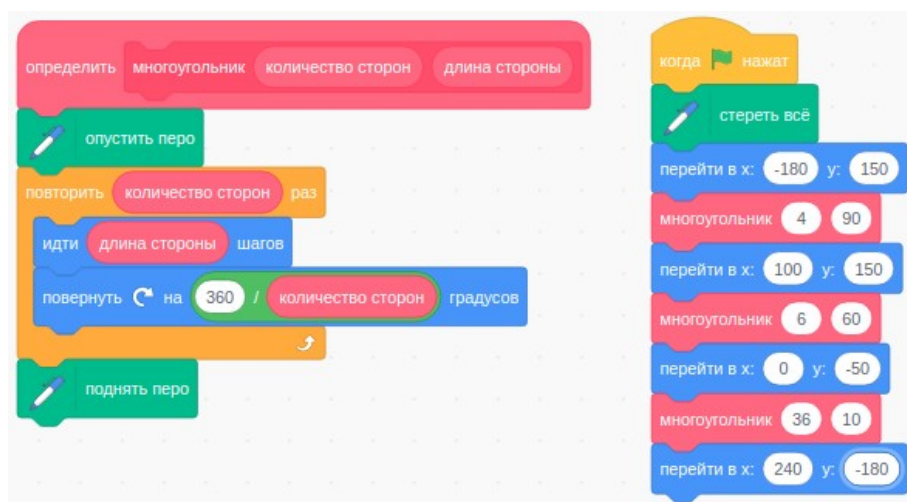 определить многоугольник количество сторон длина стороны
опустить перо
повторить количество сторон раз
идти длина стороны шагов
повернуть на 360 / количество сторон градусов
поднять перо
когда нажат
стереть всё
перейти в x: -180 y: 150
многоугольник 4 90
перейти в x: 100 y: 150
многоугольник 6 60
перейти в x: 0 y: -50
многоугольник 36 10
перейти в x: 240 y: -180